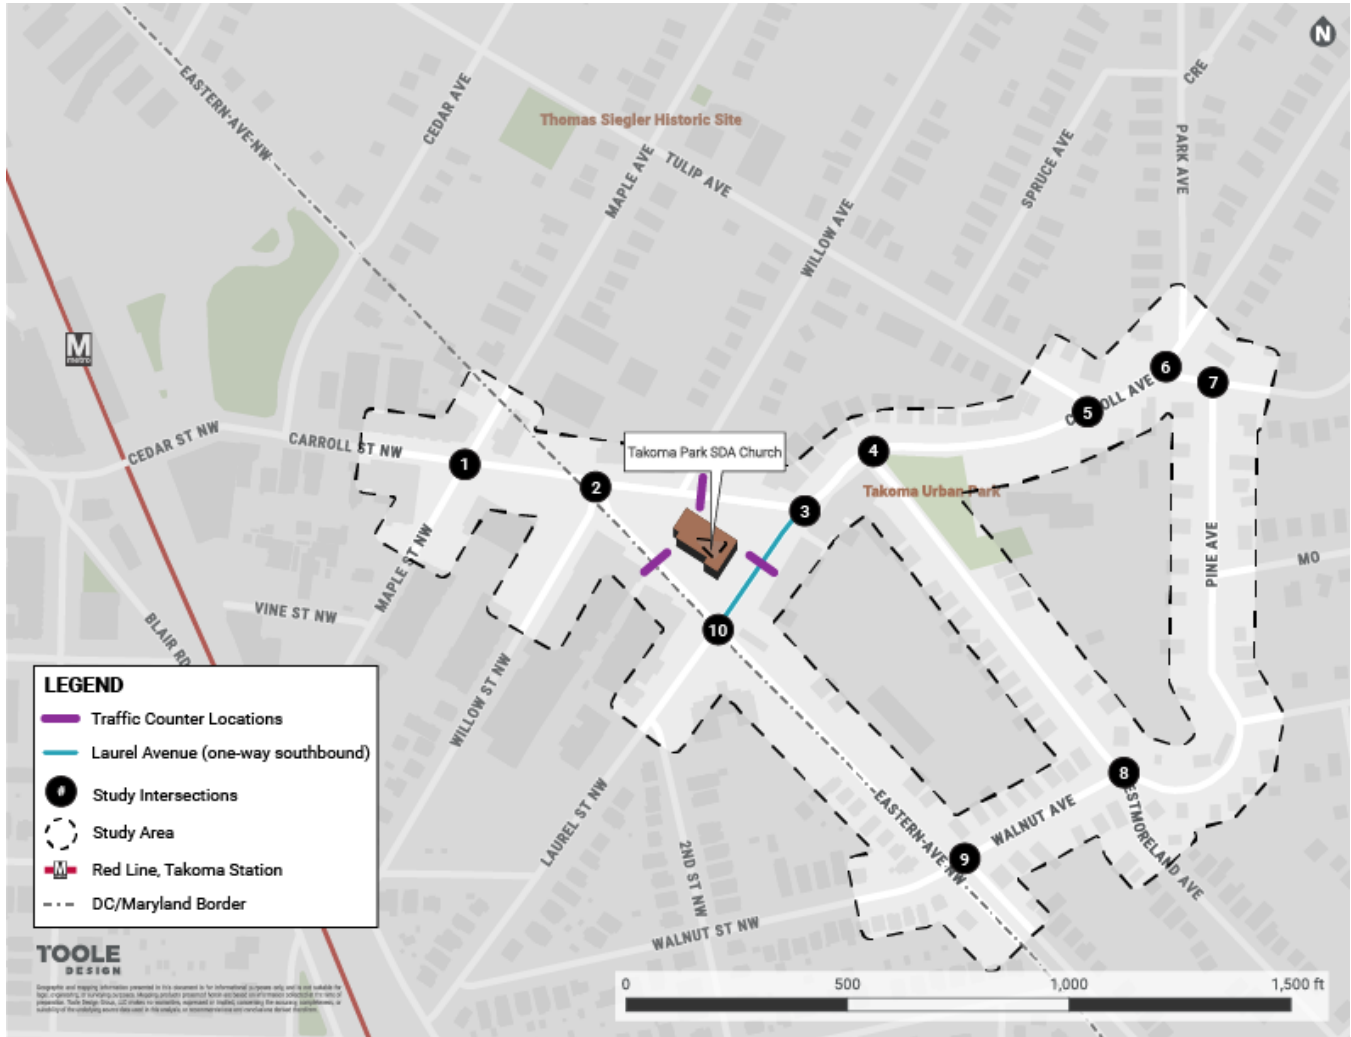 N
EASTERN AVE NW
CEDAR AVE
Thomas Siegler Historic Site
MAPLE AVE
TULIP AVE
WILLOW AVE
SPRUCE AVE
PARK AVE
CRE
M
metro
CEDAR ST NW
CARROLL ST NW
1
2
Takoma Park SDA Church
3
4
Takoma Urban Park
5
C OLL AVE
6
7
MAPLE ST NW
VINE ST NW
BLAIR RD
WILLOW ST NW
10
PINE AVE
MO
8
ESTMORELAND AVE
WALNUT AVE
9
EASTERN AVE NW
LAUREL ST NW
2ND ST NW
WALNUT ST NW
LEGEND
Traffic Counter Locations
Laurel Avenue (one-way southbound)
# Study Intersections
Study Area
M Red Line, Takoma Station
DC/Maryland Border
TOOLE
DESIGN
0 500 1,000 1,500 ft